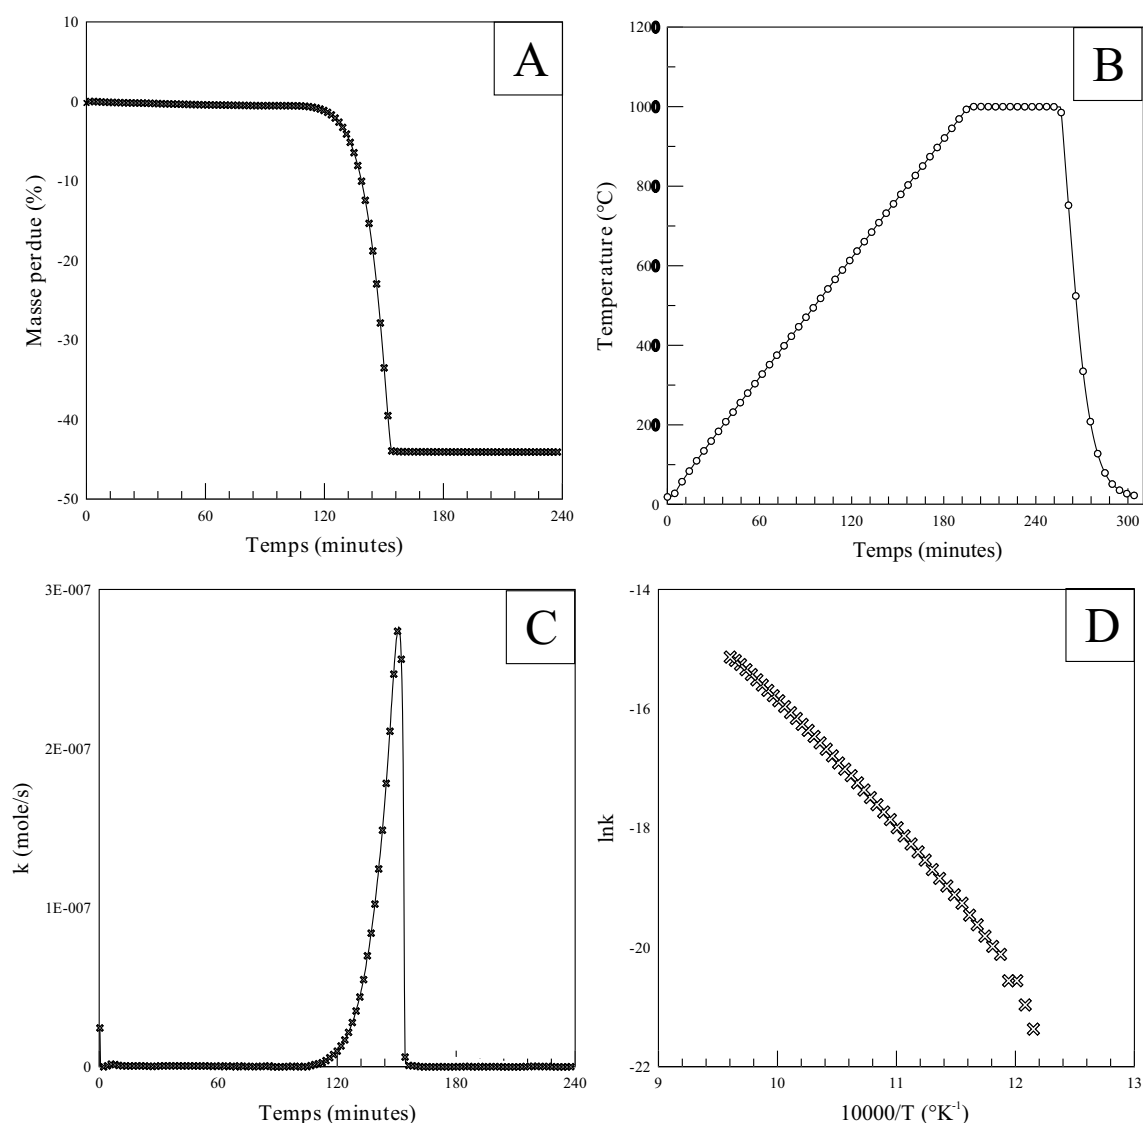 A
10
0
-10
-20
-30
-40
-50
Masse perdue (%)
0 60 120 180 240
Temps (minutes)
B
1200
1000
800
600
400
200
0
Temperature (°C)
0 60 120 180 240 300
Temps (minutes)
C
3E-007
2E-007
1E-007
0
k (mole/s)
0 120 180 240
Temps (minutes)
D
-14
-16
-18
-20
-22
lnk
9 10 11 12 13
10000/T (°K-1)